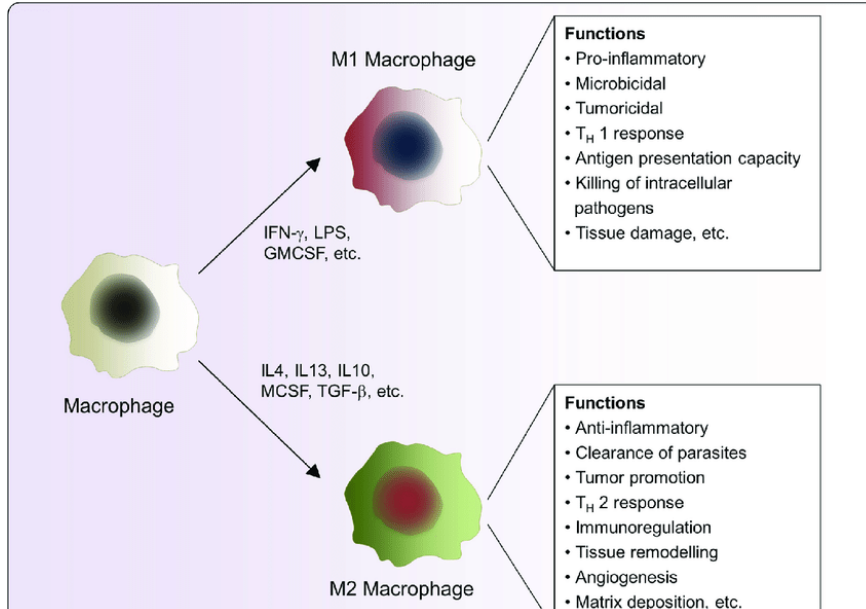 M1 Macrophage
Functions
• Pro-inflammatory
• Microbicidal
• Tumoricidal
• TH 1 response
• Antigen presentation capacity
• Killing of intracellular
pathogens
• Tissue damage, etc.
IFN-γ, LPS,
GMCSF, etc.
Macrophage
IL4, IL13, IL10,
MCSF, TGF-β, etc.
M2 Macrophage
Functions
• Anti-inflammatory
• Clearance of parasites
• Tumor promotion
• TH 2 response
• Immunoregulation
• Tissue remodelling
• Angiogenesis
• Matrix deposition, etc.